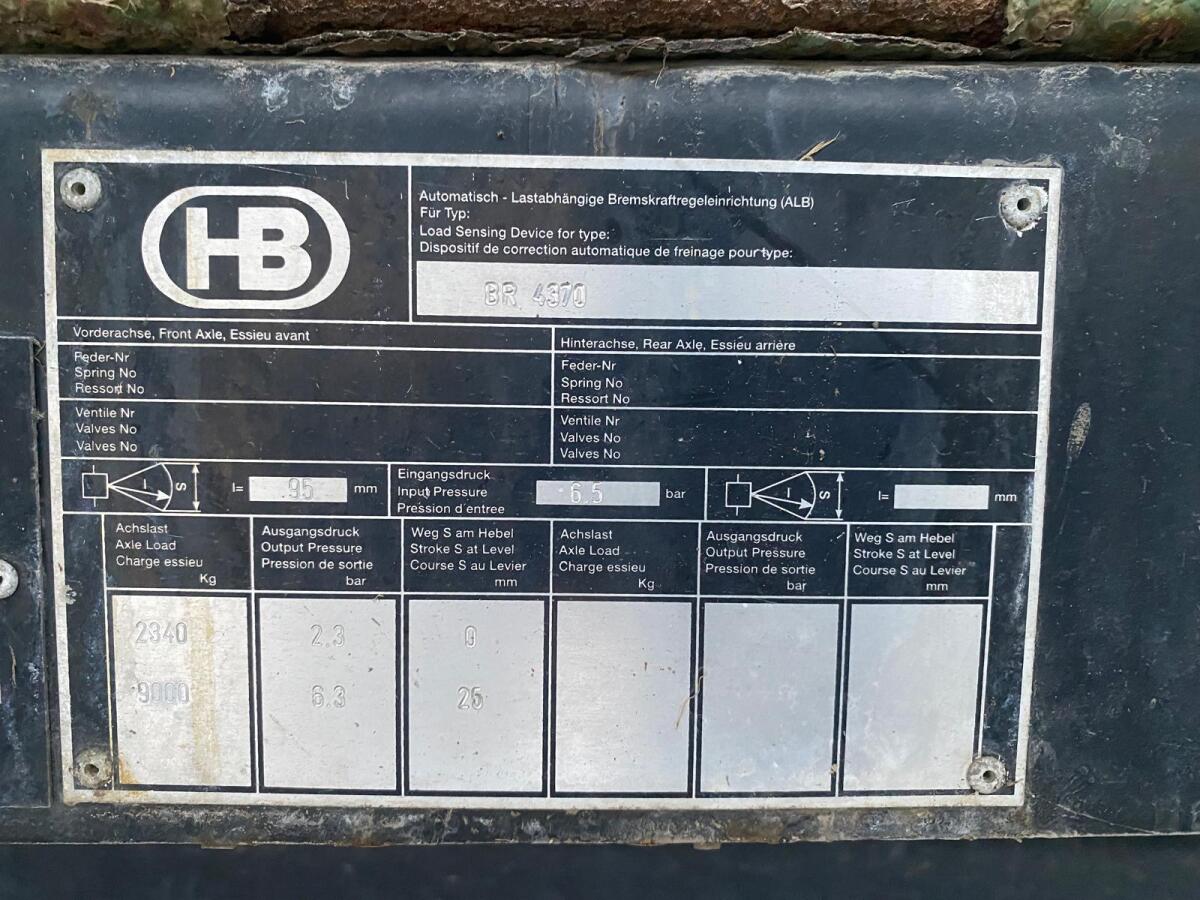 HB
Automatisch - Lastabhängige Bremskraftregeleinrichtung (ALB)
Für Typ:
Load Sensing Device for type:
Dispositif de correction automatique de freinage pour type:
BR 4370
Vorderachse, Front Axle, Essieu avant
Hinterachse, Rear Axle, Essieu arrière
Feder-Nr
Spring No
Ressort No
Feder-Nr
Spring No
Ressort No
Ventile Nr
Valves No
Valves No
Ventile Nr
Valves No
Valves No
l S
l= 95 mm
Eingangsdruck
Input Pressure
Pression d'entree
6.5 bar
l S
l= mm
Achslast
Axle Load
Charge essieu
Kg
Ausgangsdruck
Output Pressure
Pression de sortie
bar
Weg S am Hebel
Stroke S at Level
Course S au Levier
mm
Achslast
Axle Load
Charge essieu
Kg
Ausgangsdruck
Output Pressure
Pression de sortie
bar
Weg S am Hebel
Stroke S at Level
Course S au Levier
mm
2340 2.3 0
9000 6.3 25